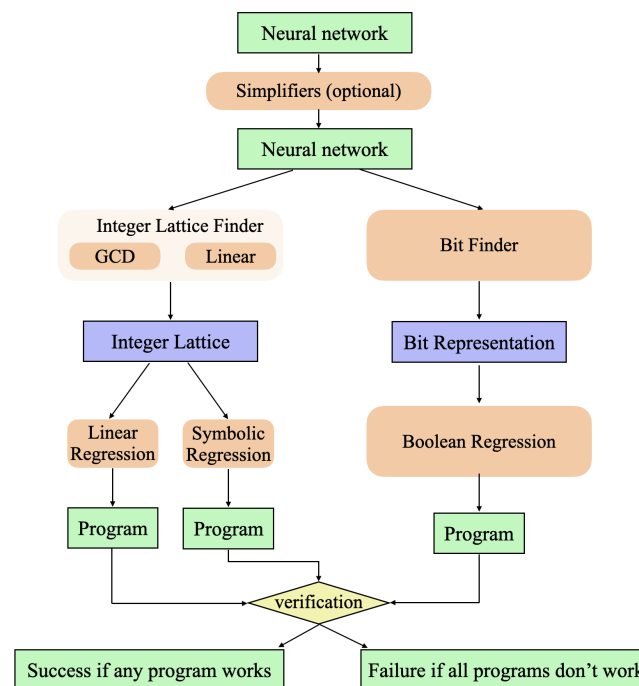 Neural network
Simplifiers (optional)
Neural network
Integer Lattice Finder
GCD
Linear
Bit Finder
Integer Lattice
Bit Representation
Linear
Regression
Symbolic
Regression
Boolean Regression
Program
Program
Program
verification
Success if any program works
Failure if all programs don’t work